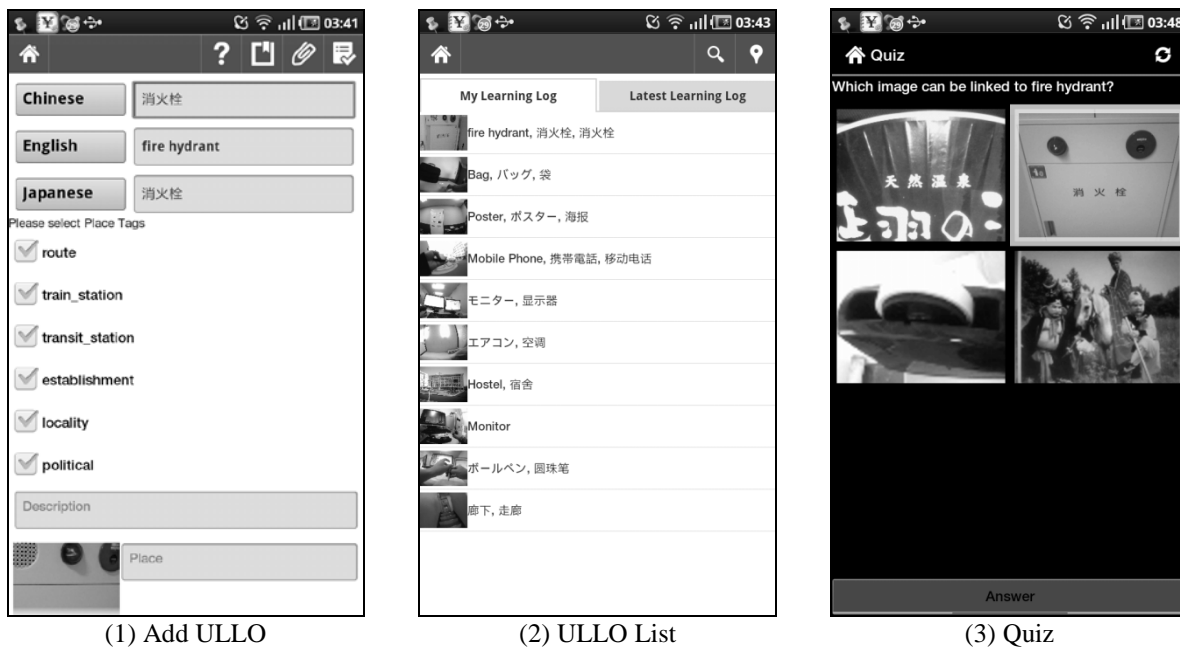 03:41
Chinese 消火栓
English fire hydrant
Japanese 消火栓
Please select Place Tags
route
train_station
transit_station
establishment
locality
political
Description
Place
(1) Add ULLO
03:43
My Learning Log Latest Learning Log
fire hydrant, 消火栓, 消火栓
Bag, バッグ, 袋
Poster, ポスター, 海报
Mobile Phone, 携帯電話, 移动电话
モニター, 显示器
エアコン, 空调
Hostel, 宿舍
Monitor
ボールペン, 圆珠笔
廊下, 走廊
(2) ULLO List
03:48
Quiz
Which image can be linked to fire hydrant?
天然温泉
消火栓
Answer
(3) Quiz